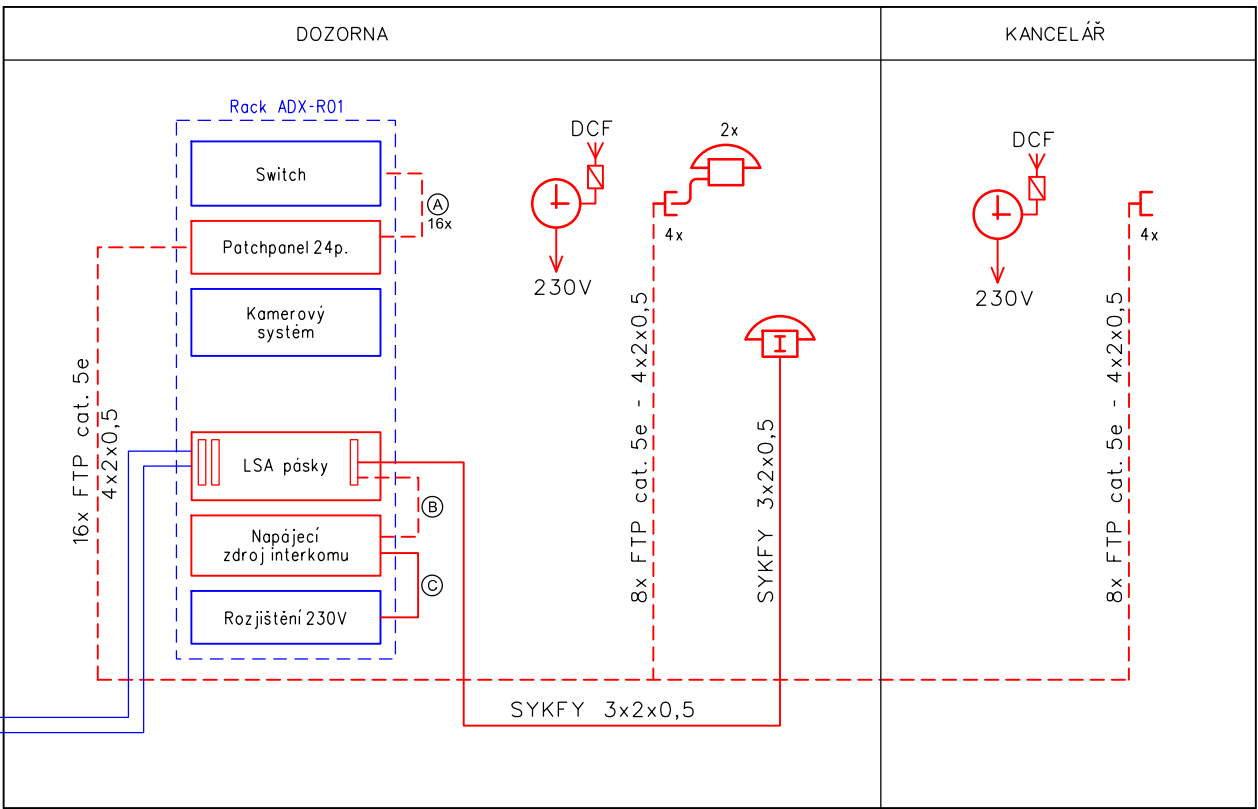 DOZORNA
KANCELÁŘ
Rack ADX-R01
Switch
A
16x
Patchpanel 24p.
Kamerový
systém
16x FTP cat. 5e
4x2x0,5
LSA pásky
B
Napájecí
zdroj interkomu
C
Rozjištění 230V
DCF
230V
2x
4x
8x FTP cat. 5e - 4x2x0,5
I
SYKFY 3x2x0,5
SYKFY 3x2x0,5
DCF
230V
4x
8x FTP cat. 5e - 4x2x0,5